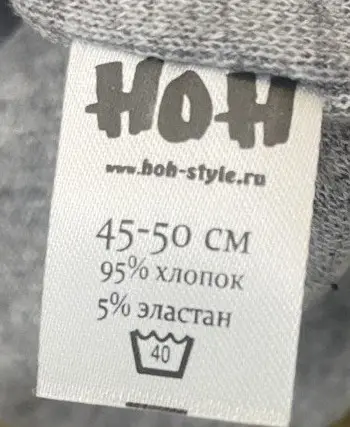 HOH
www.hoh-style.ru
45-50 см
95% хлопок
5% эластан
40